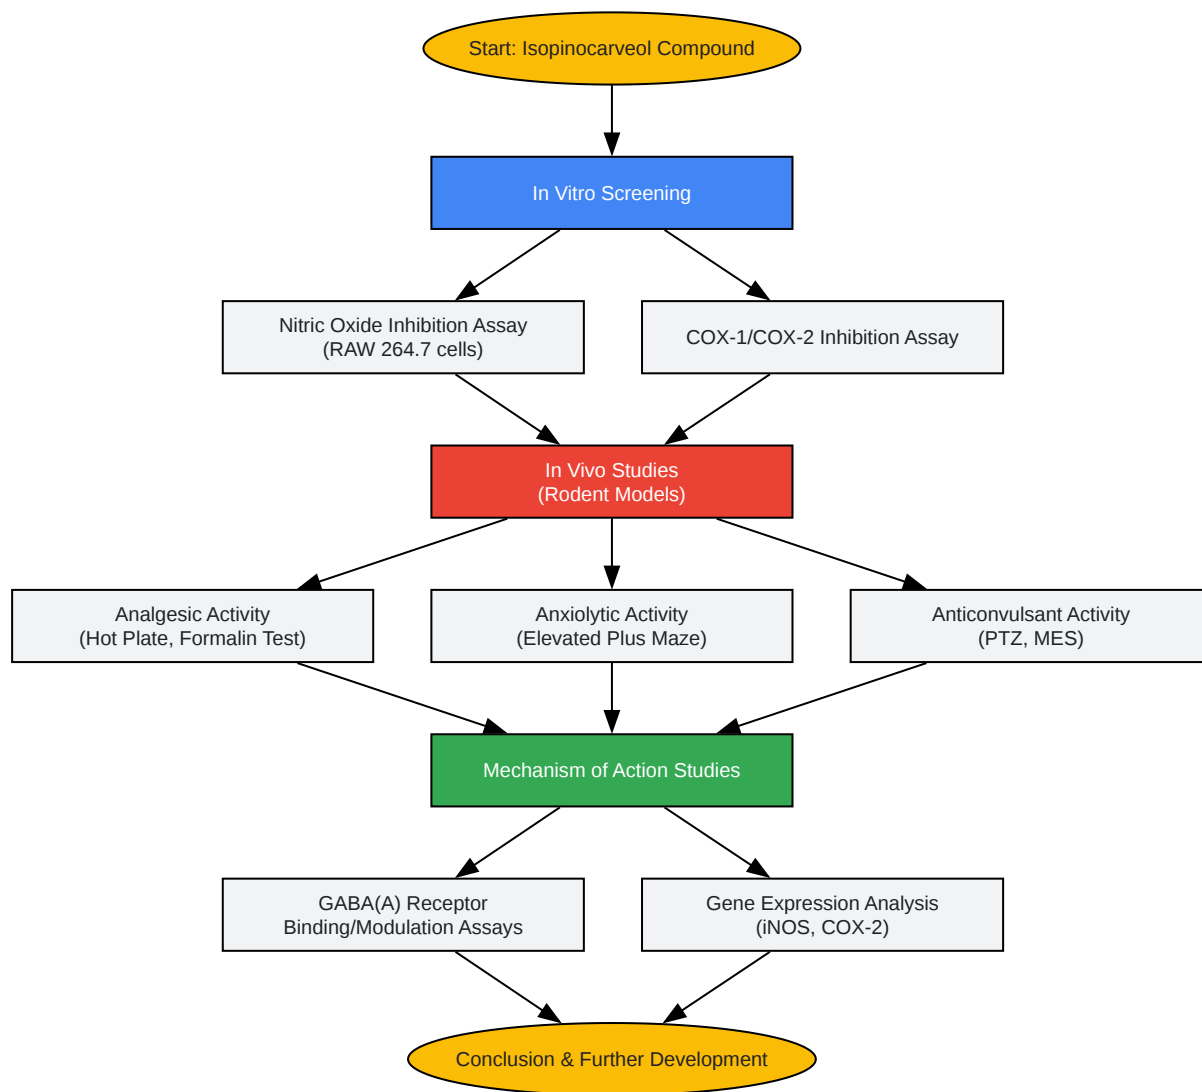 Start: Isopinocarveol Compound
In Vitro Screening
Nitric Oxide Inhibition Assay
(RAW 264.7 cells)
COX-1/COX-2 Inhibition Assay
In Vivo Studies
(Rodent Models)
Analgesic Activity
(Hot Plate, Formalin Test)
Anxiolytic Activity
(Elevated Plus Maze)
Anticonvulsant Activity
(PTZ, MES)
Mechanism of Action Studies
GABA(A) Receptor
Binding/Modulation Assays
Gene Expression Analysis
(iNOS, COX-2)
Conclusion & Further Development